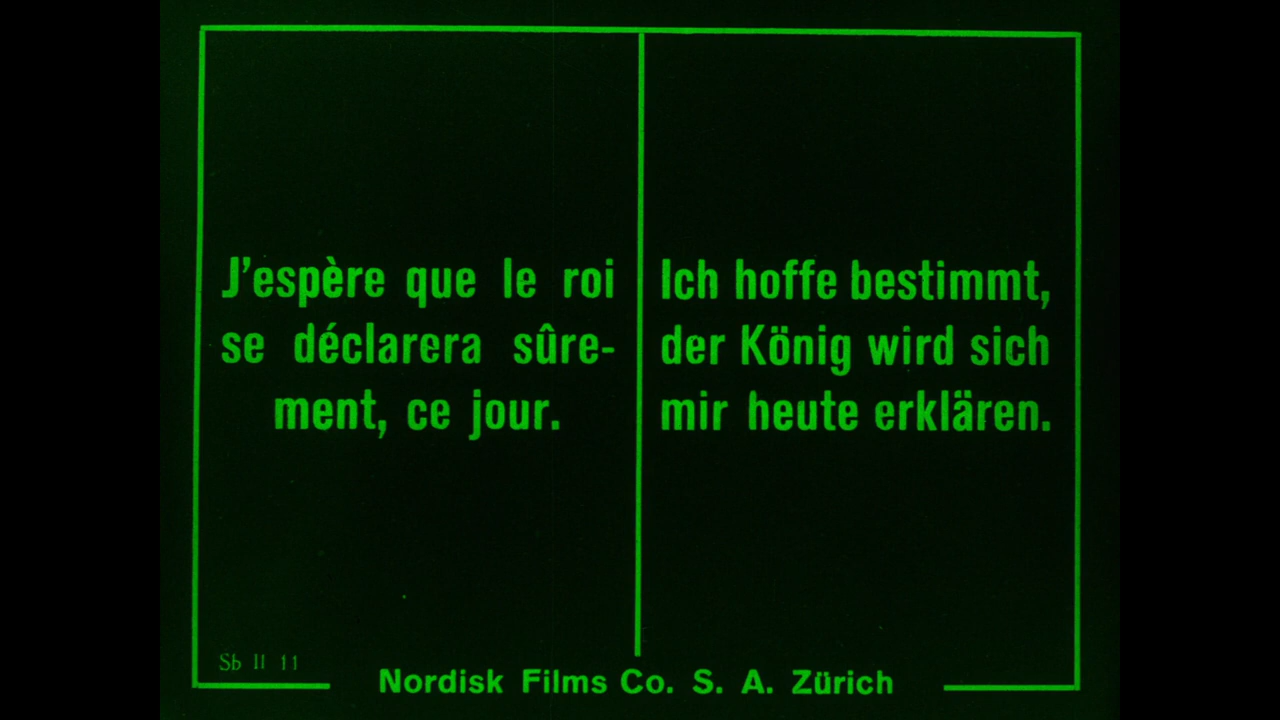 J'espère que le roi
se déclarera sûre-
ment, ce jour.
Ich hoffe bestimmt,
der König wird sich
mir heute erklären.
Sb II 11
Nordisk Films Co. S. A. Zürich